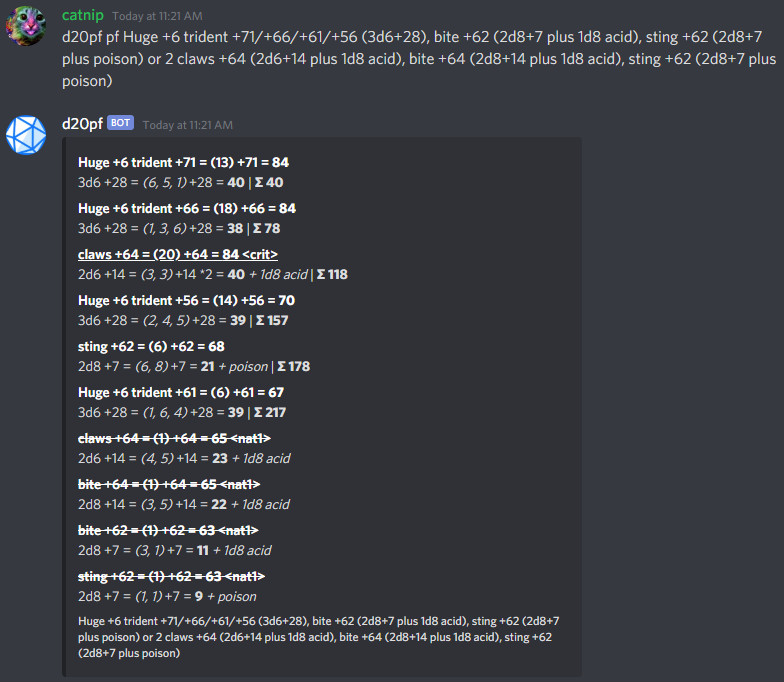 catnip Today at 11:21 AM
d20pf pf Huge +6 trident +71/+66/+61/+56 (3d6+28), bite +62 (2d8+7 plus 1d8 acid), sting +62 (2d8+7
plus poison) or 2 claws +64 (2d6+14 plus 1d8 acid), bite +64 (2d8+14 plus 1d8 acid), sting +62 (2d8+7 plus
poison)
d20pf BOT Today at 11:21 AM
Huge +6 trident +71 = (13) +71 = 84
3d6 +28 = (6, 5, 1) +28 = 40 | Σ 40
Huge +6 trident +66 = (18) +66 = 84
3d6 +28 = (1, 3, 6) +28 = 38 | Σ 78
claws +64 = (20) +64 = 84 <crit>
2d6 +14 = (3, 3) +14 *2 = 40 + 1d8 acid | Σ 118
Huge +6 trident +56 = (14) +56 = 70
3d6 +28 = (2, 4, 5) +28 = 39 | Σ 157
sting +62 = (6) +62 = 68
2d8 +7 = (6, 8) +7 = 21 + poison | Σ 178
Huge +6 trident +61 = (6) +61 = 67
3d6 +28 = (1, 6, 4) +28 = 39 | Σ 217
claws +64 = (1) +64 = 65 <nat1>
2d6 +14 = (4, 5) +14 = 23 + 1d8 acid
bite +64 = (1) +64 = 65 <nat1>
2d8 +14 = (3, 5) +14 = 22 + 1d8 acid
bite +62 = (1) +62 = 63 <nat1>
2d8 +7 = (3, 1) +7 = 11 + 1d8 acid
sting +62 = (1) +62 = 63 <nat1>
2d8 +7 = (1, 1) +7 = 9 + poison
Huge +6 trident +71/+66/+61/+56 (3d6+28), bite +62 (2d8+7 plus 1d8 acid), sting +62 (2d8+7
plus poison) or 2 claws +64 (2d6+14 plus 1d8 acid), bite +64 (2d8+14 plus 1d8 acid), sting +62
(2d8+7 plus poison)